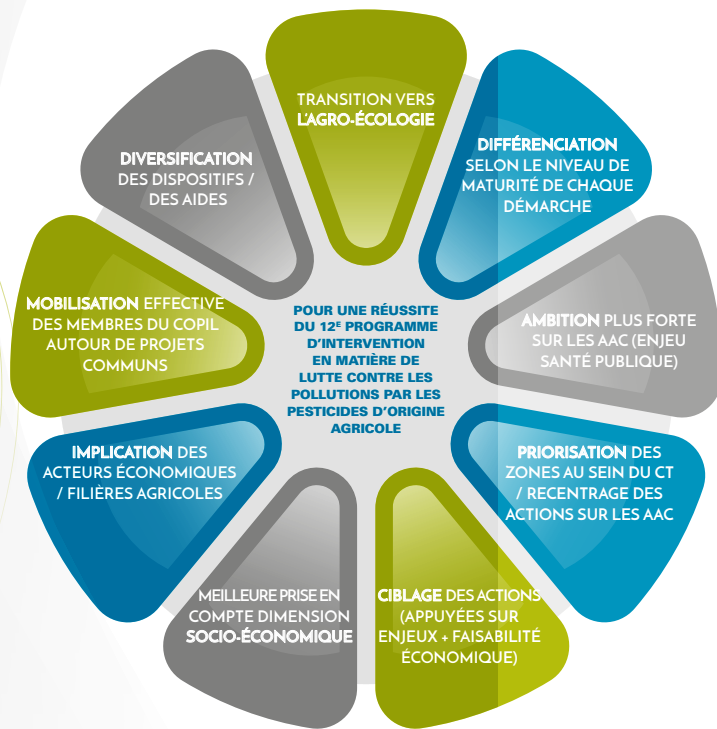 TRANSITION VERS
L'AGRO-ÉCOLOGIE
DIFFÉRENCIATION
SELON LE NIVEAU DE
MATURITÉ DE CHAQUE
DÉMARCHE
AMBITION PLUS FORTE
SUR LES AAC (ENJEU
SANTÉ PUBLIQUE)
PRIORISATION DES
ZONES AU SEIN DU CT
/ RECENTRAGE DES
ACTIONS SUR LES AAC
CIBLAGE DES ACTIONS
(APPUYÉES SUR
ENJEUX + FAISABILITÉ
ÉCONOMIQUE)
MEILLEURE PRISE EN
COMPTE DIMENSION
SOCIO-ÉCONOMIQUE
IMPLICATION DES
ACTEURS ÉCONOMIQUES
/ FILIÈRES AGRICOLES
MOBILISATION EFFECTIVE
DES MEMBRES DU COPIL
AUTOUR DE PROJETS
COMMUNS
DIVERSIFICATION
DES DISPOSITIFS /
DES AIDES
POUR UNE RÉUSSITE
DU 12E PROGRAMME
D'INTERVENTION
EN MATIÈRE DE
LUTTE CONTRE LES
POLLUTIONS PAR LES
PESTICIDES D'ORIGINE
AGRICOLE